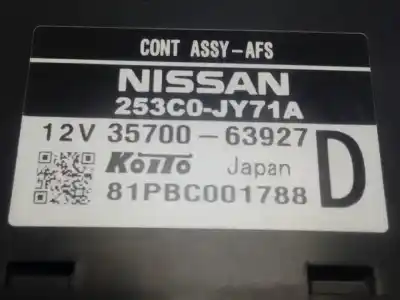 CONT ASSY-AFS
NISSAN
253C0-JY71A
12V 35700-63927
KOITO Japan D
81PBC001788